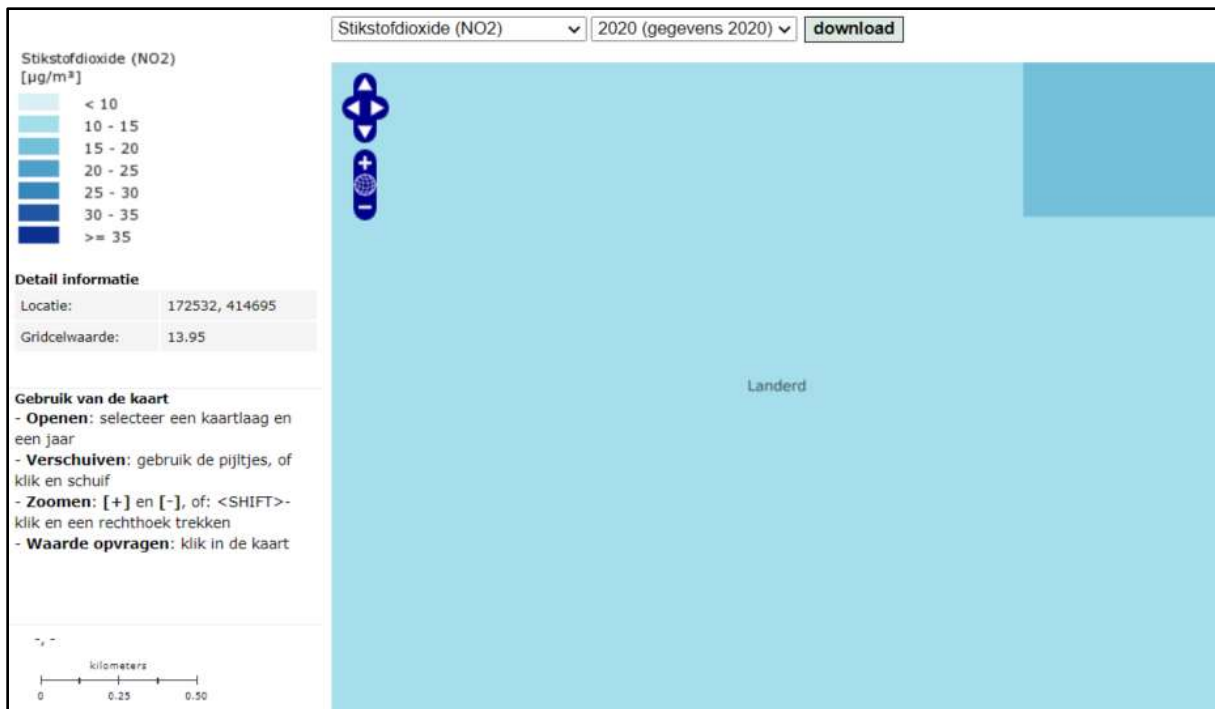 Stikstofdioxide (NO2) 2020 (gegevens 2020) download
Stikstofdioxide (NO2)
[µg/m³]
< 10
10 - 15
15 - 20
20 - 25
25 - 30
30 - 35
>= 35
Detail informatie
Locatie: 172532, 414695
Gridcelwaarde: 13.95
Landerd
Gebruik van de kaart
- Openen: selecteer een kaartlaag en
een jaar
- Verschuiven: gebruik de pijltjes, of
klik en schuif
- Zoomen: [+] en [-], of: <SHIFT>-
klik en een rechthoek trekken
- Waarde opvragen: klik in de kaart
-, -
kilometers
0 0.25 0.50